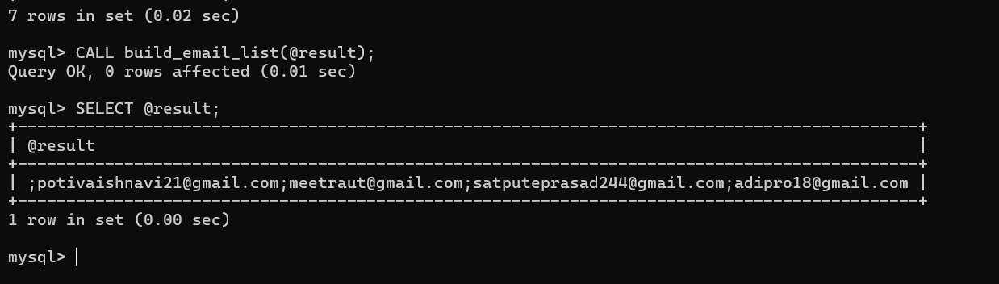 7 rows in set (0.02 sec)
mysql> CALL build_email_list(@result);
Query OK, 0 rows affected (0.01 sec)
mysql> SELECT @result;
+---------------------------------------------------------------------------------------------+
| @result                                                                                     |
+---------------------------------------------------------------------------------------------+
| ;potivaishnavi21@gmail.com;meetraut@gmail.com;satputeprasad244@gmail.com;adipro18@gmail.com |
+---------------------------------------------------------------------------------------------+
1 row in set (0.00 sec)
mysql>